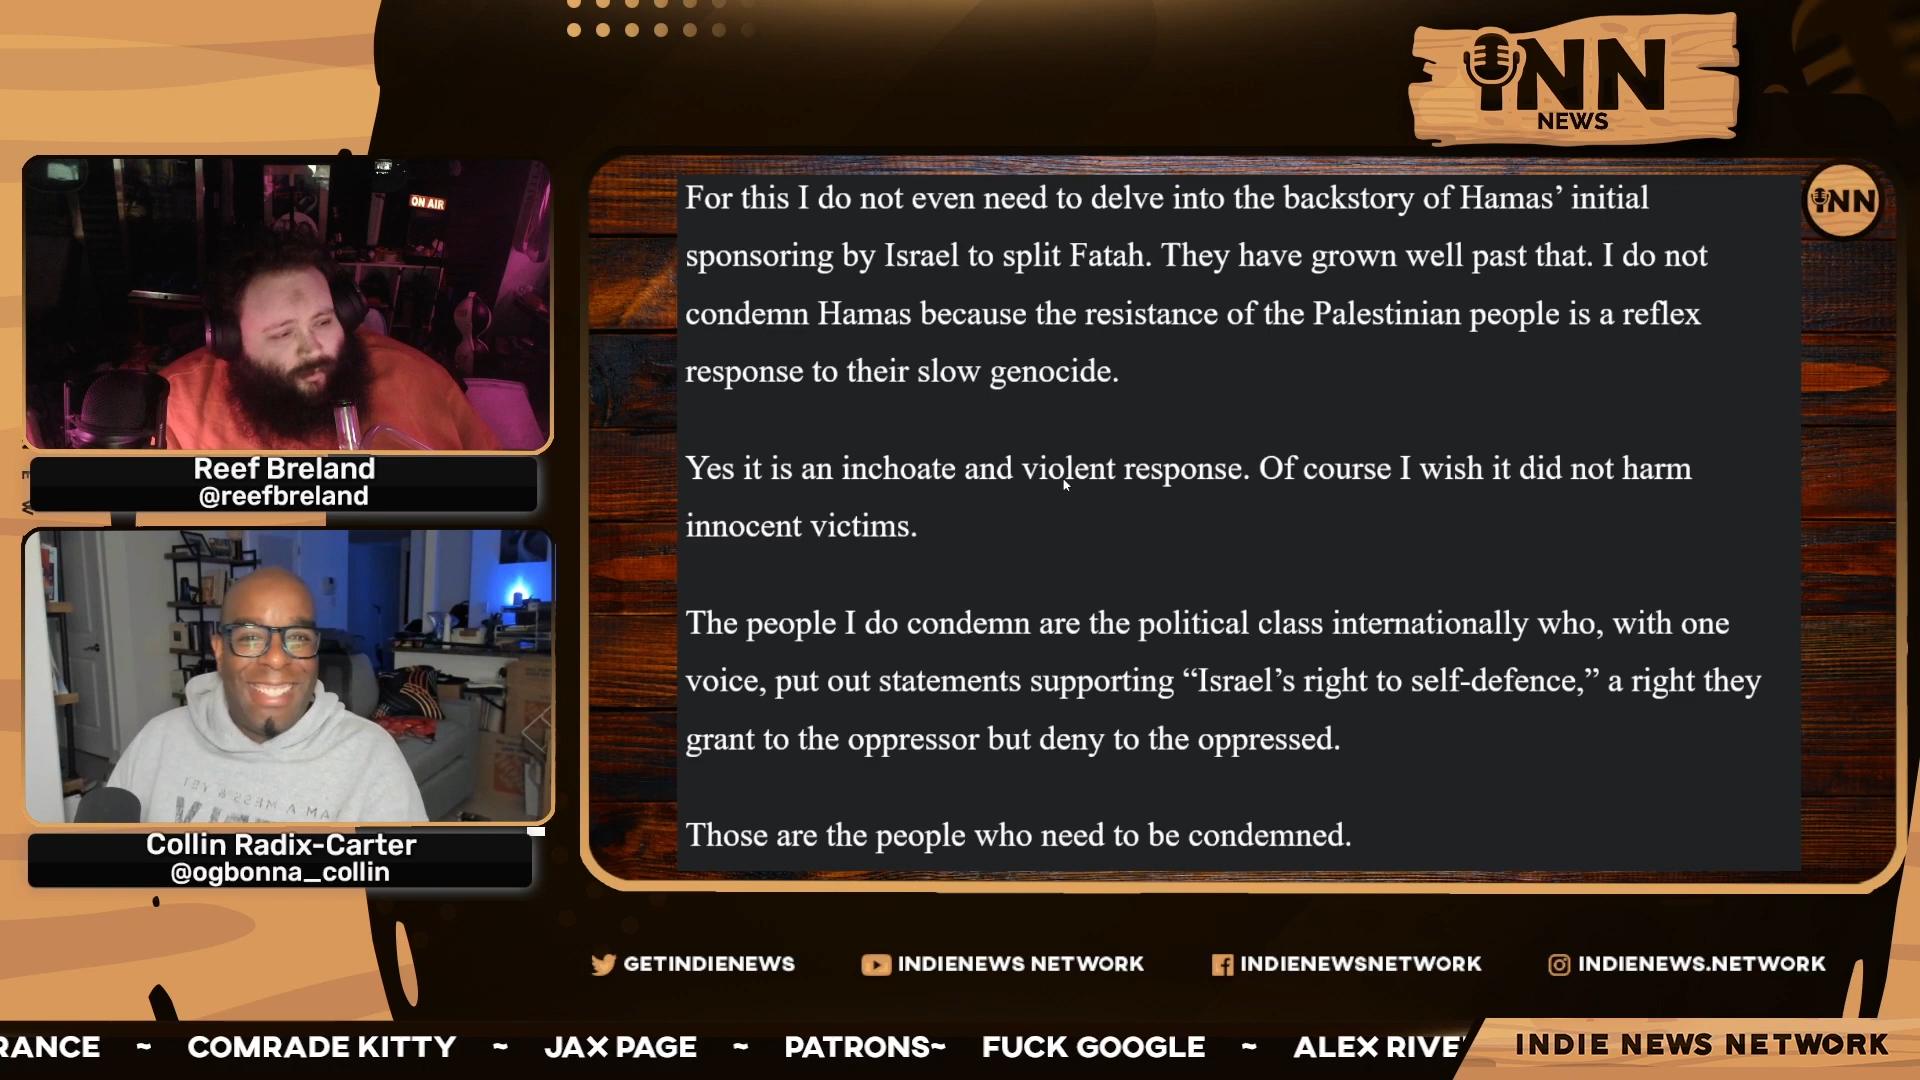 iNN
NEWS
ON AIR
iNN
For this I do not even need to delve into the backstory of Hamas’ initial
sponsoring by Israel to split Fatah. They have grown well past that. I do not
condemn Hamas because the resistance of the Palestinian people is a reflex
response to their slow genocide.
Yes it is an inchoate and violent response. Of course I wish it did not harm
innocent victims.
The people I do condemn are the political class internationally who, with one
voice, put out statements supporting “Israel’s right to self-defence,” a right they
grant to the oppressor but deny to the oppressed.
Those are the people who need to be condemned.
Reef Breland
@reefbreland
I AM A MESS & YET
Collin Radix-Carter
@ogbonna_collin
GETINDIENEWS
INDIENEWS NETWORK
INDIENEWSNETWORK
INDIENEWS.NETWORK
RANCE ~ COMRADE KITTY ~ JAX PAGE ~ PATRONS~ FUCK GOOGLE ~ ALEX RIVE
INDIE NEWS NETWORK